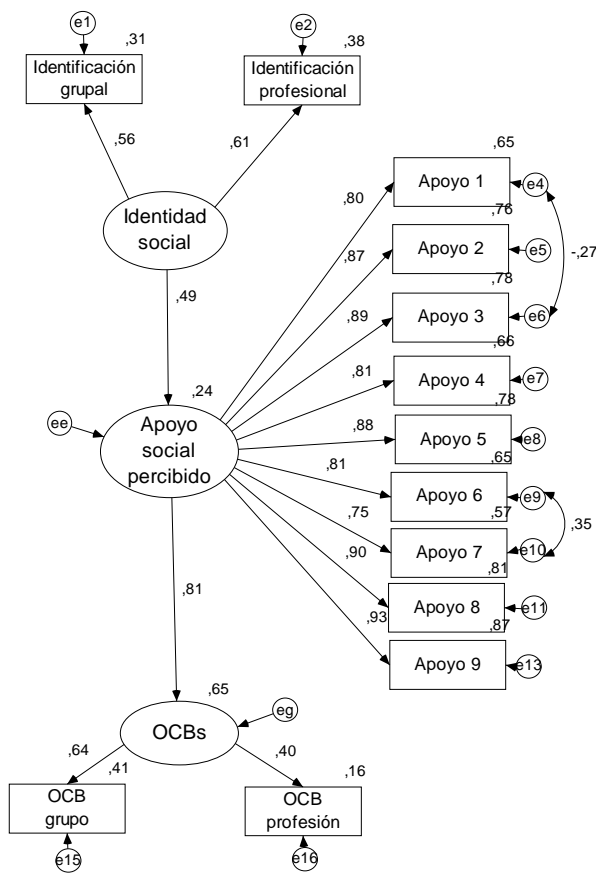 e1
e2
,31
,38
Identificación
grupal
Identificación
profesional
,56
,61
,65
Apoyo 1
e4
,80
,76
Identidad
social
Apoyo 2
e5
-,27
,87
,78
,49
,89
Apoyo 3
e6
,66
,81
Apoyo 4
e7
,24
,78
ee
Apoyo
social
percibido
,88
Apoyo 5
e8
,65
,81
Apoyo 6
e9
,57
,75
,35
Apoyo 7
e10
,90
,81
,81
Apoyo 8
e11
,93
,87
Apoyo 9
e13
,65
eg
OCBs
,64
,41
,40
,16
OCB
grupo
OCB
profesión
e15
e16